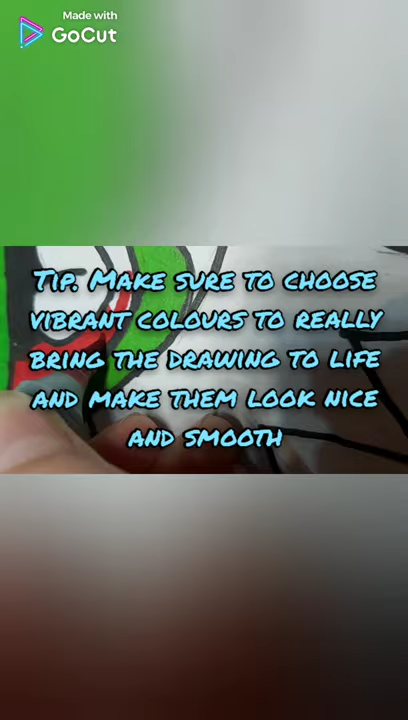 Made with
GoCut
TIP. MAKE SURE TO CHOOSE
VIBRANT COLOURS TO REALLY
BRING THE DRAWING TO LIFE
AND MAKE THEM LOOK NICE
AND SMOOTH